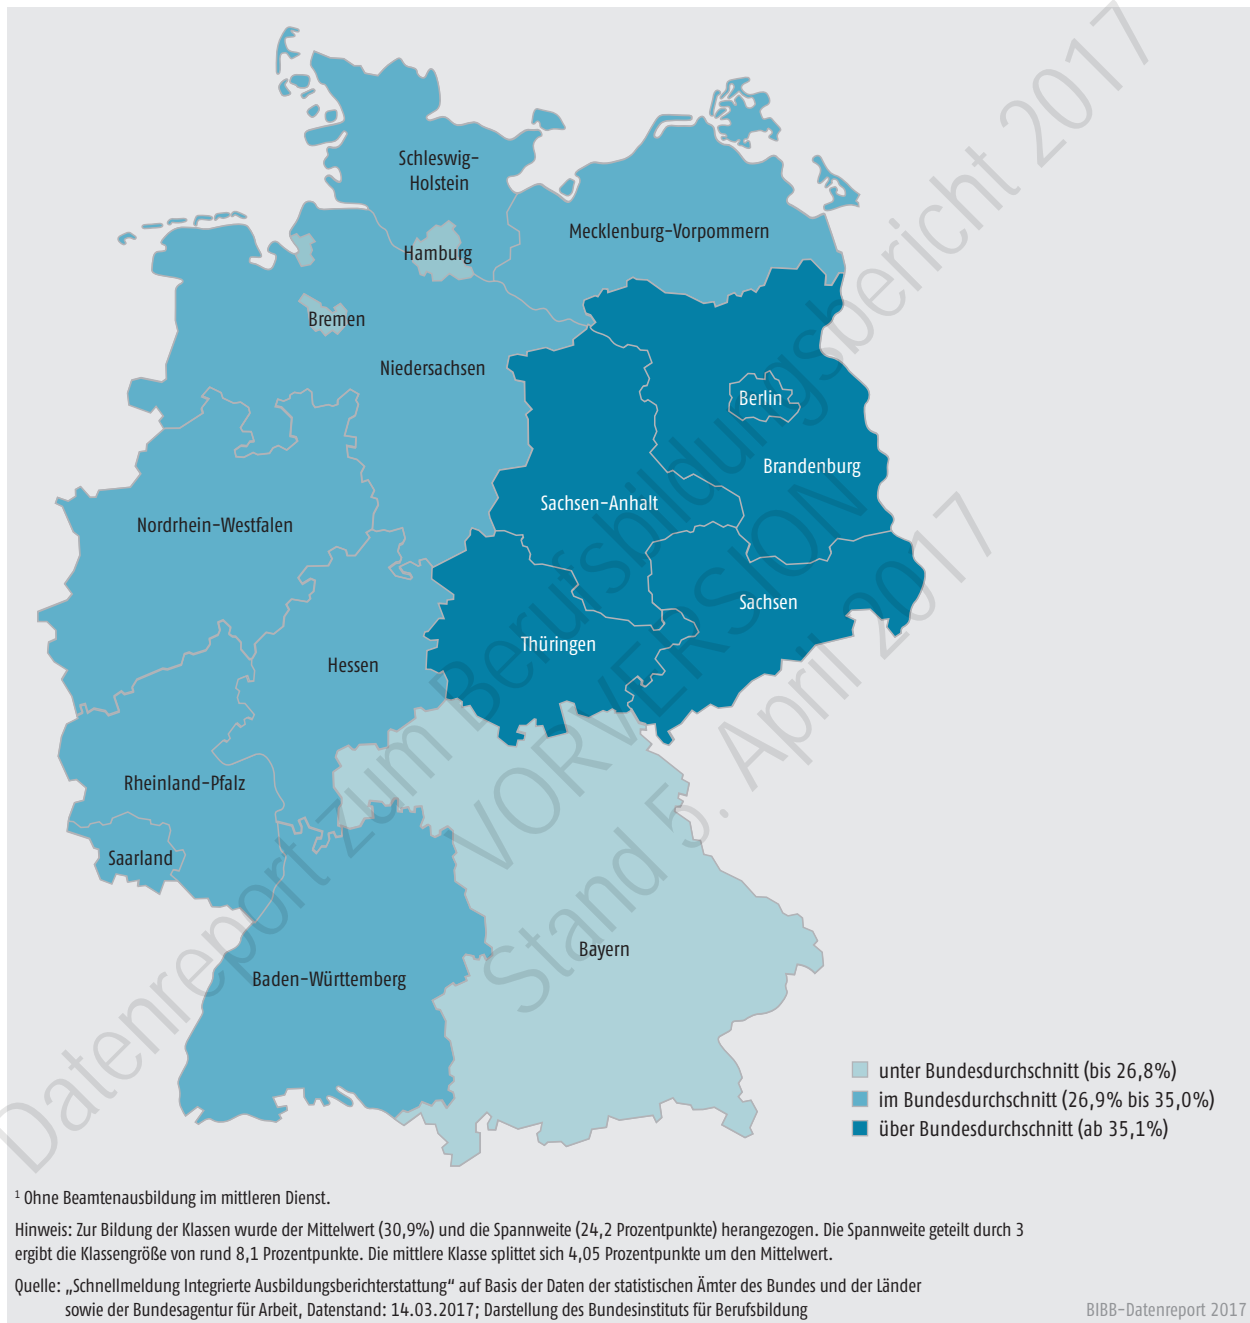 Schleswig-
Holstein
Mecklenburg-Vorpommern
Hamburg
Bremen
Niedersachsen
Berlin
Brandenburg
Sachsen-Anhalt
Nordrhein-Westfalen
Sachsen
Thüringen
Hessen
Rheinland-Pfalz
Saarland
Bayern
Baden-Württemberg
unter Bundesdurchschnitt (bis 26,8%)
im Bundesdurchschnitt (26,9% bis 35,0%)
über Bundesdurchschnitt (ab 35,1%)
Datenreport zum Berufsbildungsbericht 2017
VORVERSION
Stand 5. April 2017
¹ Ohne Beamtenausbildung im mittleren Dienst.
Hinweis: Zur Bildung der Klassen wurde der Mittelwert (30,9%) und die Spannweite (24,2 Prozentpunkte) herangezogen. Die Spannweite geteilt durch 3
ergibt die Klassengröße von rund 8,1 Prozentpunkte. Die mittlere Klasse splittet sich 4,05 Prozentpunkte um den Mittelwert.
Quelle: „Schnellmeldung Integrierte Ausbildungsberichterstattung“ auf Basis der Daten der statistischen Ämter des Bundes und der Länder
sowie der Bundesagentur für Arbeit, Datenstand: 14.03.2017; Darstellung des Bundesinstituts für Berufsbildung
BIBB-Datenreport 2017